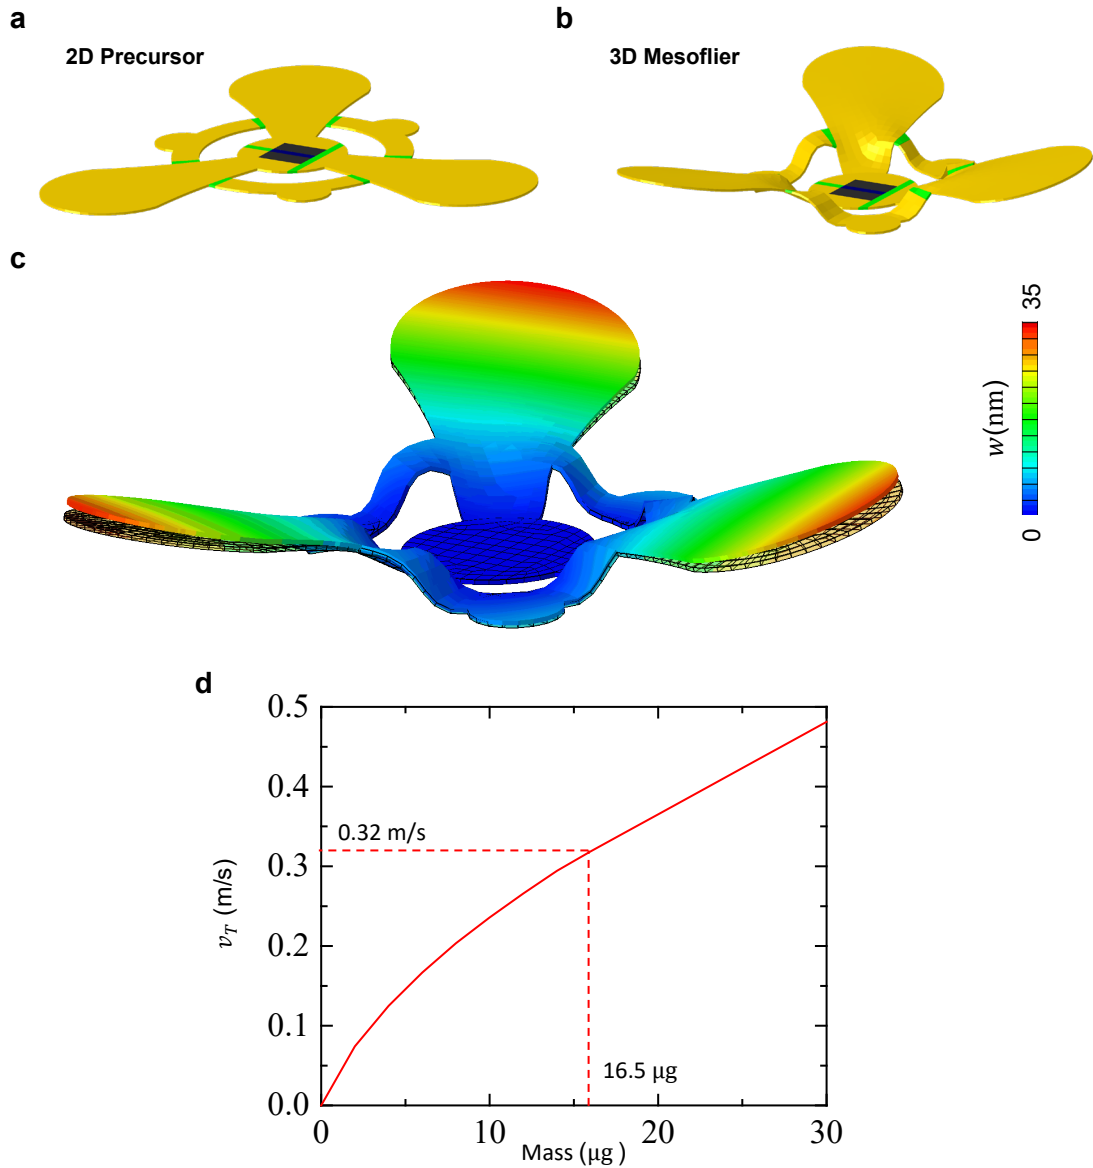 a
b
2D Precursor
3D Mesoflier
c
35
w(nm)
0
d
0.5
0.4
0.32 m/s
0.3
v_T (m/s)
0.2
0.1
16.5 µg
0.0
0 10 20 30
Mass (µg )